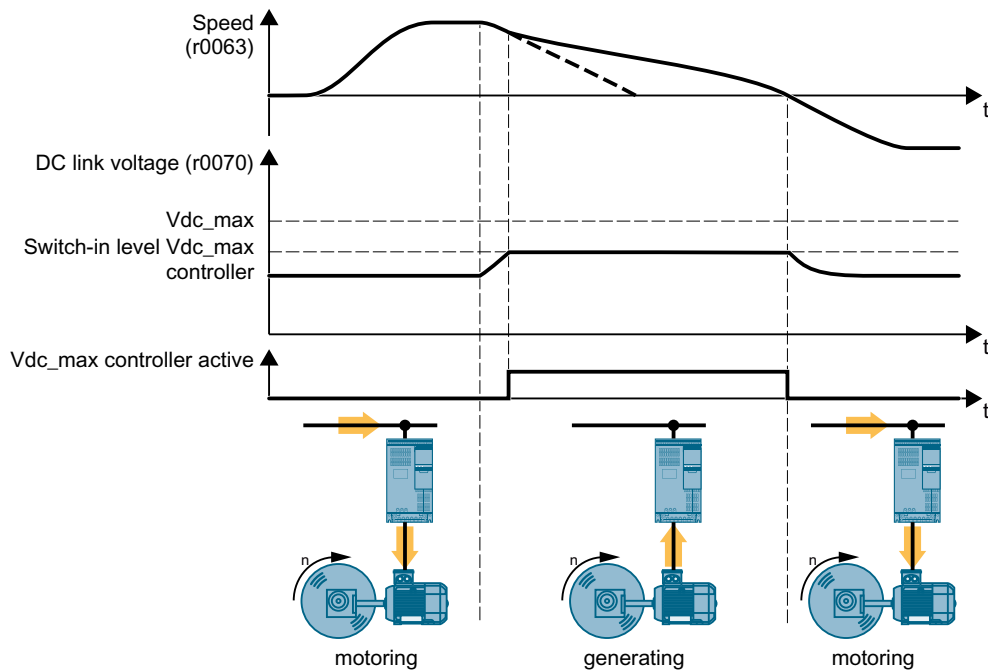 Speed
(r0063)
t
DC link voltage (r0070)
Vdc_max
Switch-in level Vdc_max
controller
t
Vdc_max controller active
t
n
n
n
motoring
generating
motoring